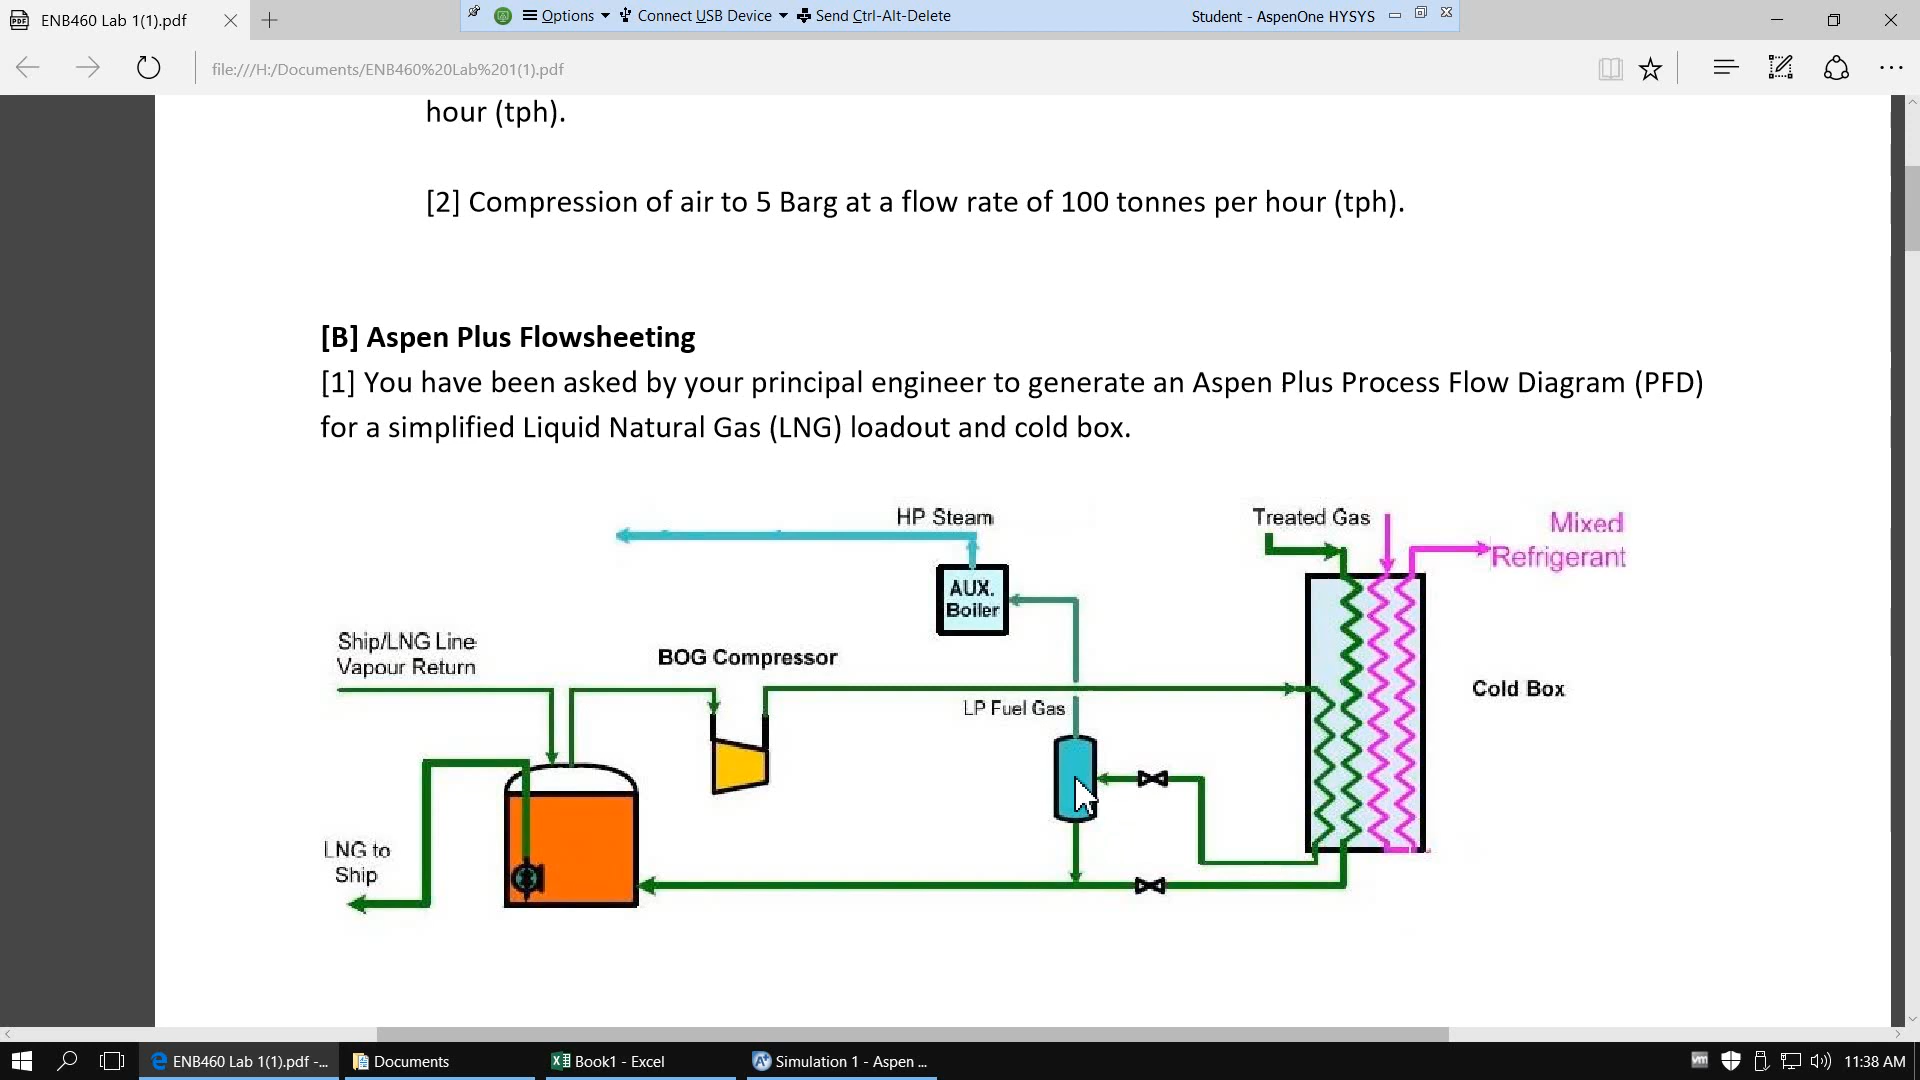 ENB460 Lab 1(1).pdf
Options
Connect USB Device
Send Ctrl-Alt-Delete
Student - AspenOne HYSYS
file:///H:/Documents/ENB460%20Lab%201(1).pdf
hour (tph).
[2] Compression of air to 5 Barg at a flow rate of 100 tonnes per hour (tph).
[B] Aspen Plus Flowsheeting
[1] You have been asked by your principal engineer to generate an Aspen Plus Process Flow Diagram (PFD)
for a simplified Liquid Natural Gas (LNG) loadout and cold box.
HP Steam
Treated Gas
Mixed
Refrigerant
AUX.
Boiler
Ship/LNG Line
Vapour Return
BOG Compressor
LP Fuel Gas
Cold Box
LNG to
Ship
ENB460 Lab 1(1).pdf -...
Documents
Book1 - Excel
Simulation 1 - Aspen ...
vm
11:38 AM